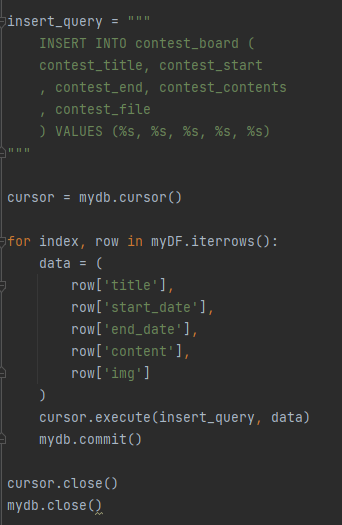 insert_query = """
INSERT INTO contest_board (
contest_title, contest_start
, contest_end, contest_contents
, contest_file
) VALUES (%s, %s, %s, %s, %s)
"""
cursor = mydb.cursor()
for index, row in myDF.iterrows():
data = (
row['title'],
row['start_date'],
row['end_date'],
row['content'],
row['img']
)
cursor.execute(insert_query, data)
mydb.commit()
cursor.close()
mydb.close()